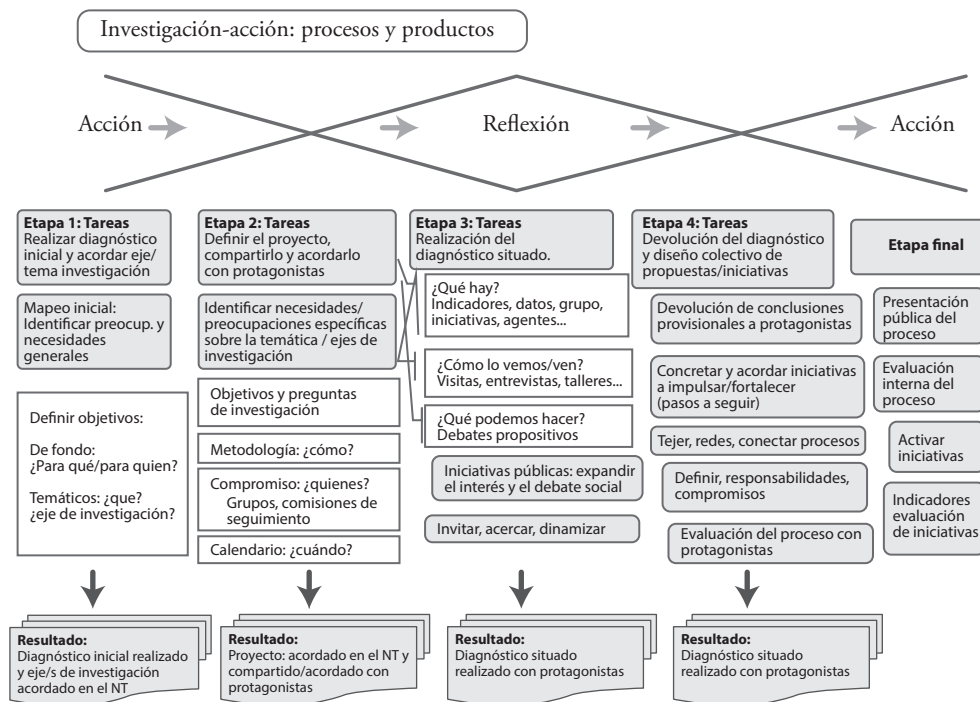 Investigación-acción: procesos y productos
Acción
Reflexión
Acción
Etapa 1: Tareas
Realizar diagnóstico
inicial y acordar eje/
tema investigación
Mapeo inicial:
Identificar preocup. y
necesidades
generales
Definir objetivos:
De fondo:
¿Para qué/para quien?
Temáticos: ¿que?
¿eje de investigación?
Resultado:
Diagnóstico inicial realizado
y eje/s de investigación
acordado en el NT
Etapa 2: Tareas
Definir el proyecto,
compartirlo y acordarlo
con protagonistas
Identificar necesidades/
preocupaciones específicas
sobre la temática / ejes de
investigación
Objetivos y preguntas
de investigación
Metodología: ¿cómo?
Compromiso: ¿quienes?
Grupos, comisiones de
seguimiento
Calendario: ¿cuándo?
Resultado:
Proyecto: acordado en el NT y
compartido/acordado con
protagonistas
Etapa 3: Tareas
Realización del
diagnóstico situado.
¿Qué hay?
Indicadores, datos, grupo,
iniciativas, agentes...
¿Cómo lo vemos/ven?
Visitas, entrevistas, talleres...
¿Qué podemos hacer?
Debates propositivos
Iniciativas públicas: expandir
el interés y el debate social
Invitar, acercar, dinamizar
Resultado:
Diagnóstico situado
realizado con protagonistas
Etapa 4: Tareas
Devolución del diagnóstico
y diseño colectivo de
propuestas/iniciativas
Devolución de conclusiones
provisionales a protagonistas
Concretar y acordar iniciativas
a impulsar/fortalecer
(pasos a seguir)
Tejer, redes, conectar procesos
Definir, responsabilidades,
compromisos
Evaluación del proceso con
protagonistas
Resultado:
Diagnóstico situado
realizado con protagonistas
Etapa final
Presentación
pública del
proceso
Evaluación
interna del
proceso
Activar
iniciativas
Indicadores
evaluación
de iniciativas